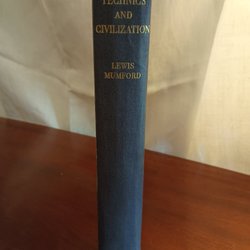 TECHNICS
AND
CIVILIZATION
LEWIS
MUMFORD